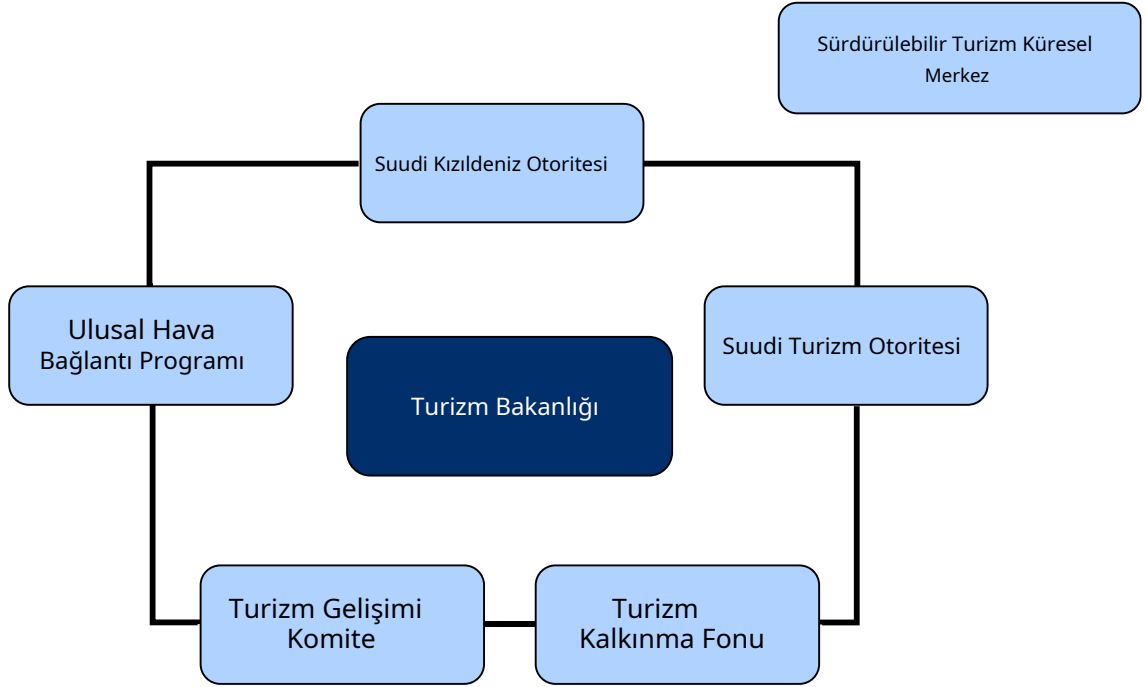 Sürdürülebilir Turizm Küresel
Merkez
Suudi Kızıldeniz Otoritesi
Ulusal Hava
Bağlantı Programı
Suudi Turizm Otoritesi
Turizm Bakanlığı
Turizm Gelişimi
Komite
Turizm
Kalkınma Fonu